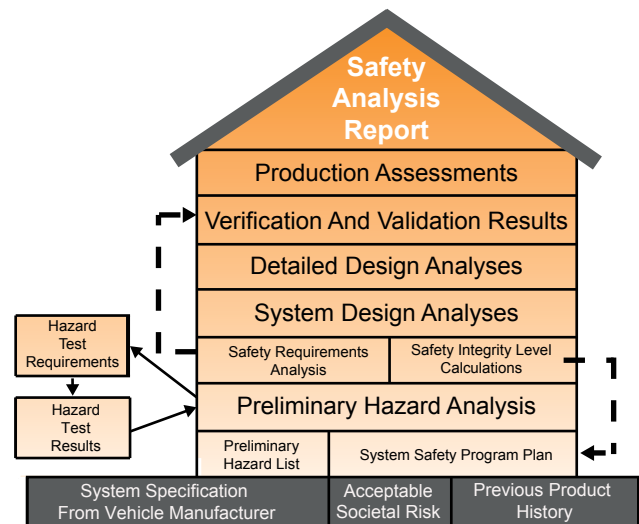 Safety
Analysis
Report
Production Assessments
Verification And Validation Results
Detailed Design Analyses
System Design Analyses
Hazard
Test
Requirements
Safety Requirements
Analysis
Safety Integrity Level
Calculations
Preliminary Hazard Analysis
Hazard
Test
Results
Preliminary
Hazard List
System Safety Program Plan
System Specification
From Vehicle Manufacturer
Acceptable
Societal Risk
Previous Product
History